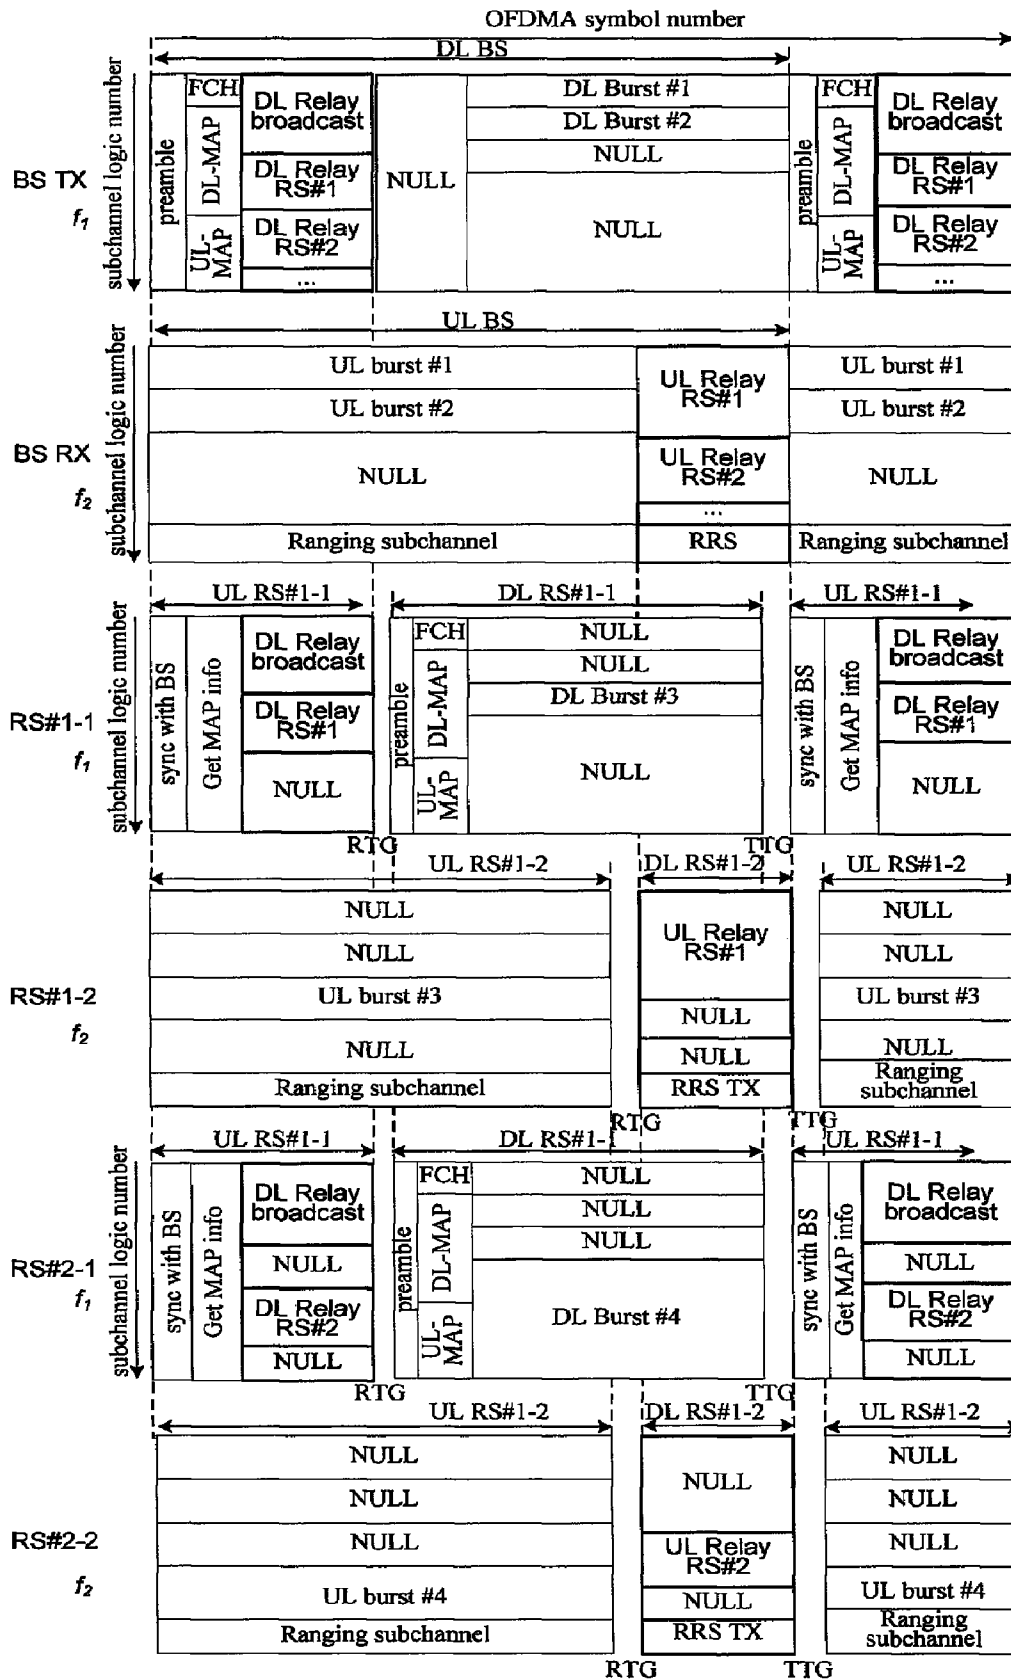 OFDMA symbol number
DL BS
subchannel logic number
BS TX
f1
preamble
FCH
DL-MAP
UL-
MAP
DL Relay
broadcast
DL Relay
RS#1
DL Relay
RS#2
...
NULL
DL Burst #1
DL Burst #2
NULL
NULL
preamble
FCH
DL-MAP
UL-
MAP
DL Relay
broadcast
DL Relay
RS#1
DL Relay
RS#2
...
UL BS
subchannel logic number
BS RX
f2
UL burst #1
UL burst #2
NULL
Ranging subchannel
UL Relay
RS#1
UL Relay
RS#2
...
RRS
UL burst #1
UL burst #2
NULL
Ranging subchannel
UL RS#1-1
DL RS#1-1
UL RS#1-1
subchannel logic number
RS#1-1
f1
sync with BS
Get MAP info
DL Relay
broadcast
DL Relay
RS#1
NULL
preamble
FCH
DL-MAP
UL-
MAP
NULL
NULL
DL Burst #3
NULL
sync with BS
Get MAP info
DL Relay
broadcast
DL Relay
RS#1
NULL
RTG
TTG
UL RS#1-2
DL RS#1-2
UL RS#1-2
RS#1-2
f2
NULL
NULL
UL burst #3
NULL
Ranging subchannel
UL Relay
RS#1
NULL
NULL
RRS TX
NULL
NULL
UL burst #3
NULL
Ranging
subchannel
RTG
TTG
UL RS#1-1
DL RS#1-1
UL RS#1-1
subchannel logic number
RS#2-1
f1
sync with BS
Get MAP info
DL Relay
broadcast
NULL
DL Relay
RS#2
NULL
preamble
FCH
DL-MAP
UL-
MAP
NULL
NULL
NULL
DL Burst #4
sync with BS
Get MAP info
DL Relay
broadcast
NULL
DL Relay
RS#2
NULL
RTG
TTG
UL RS#1-2
DL RS#1-2
UL RS#1-2
RS#2-2
f2
NULL
NULL
NULL
UL burst #4
Ranging subchannel
NULL
UL Relay
RS#2
NULL
RRS TX
NULL
NULL
NULL
UL burst #4
Ranging
subchannel
RTG
TTG